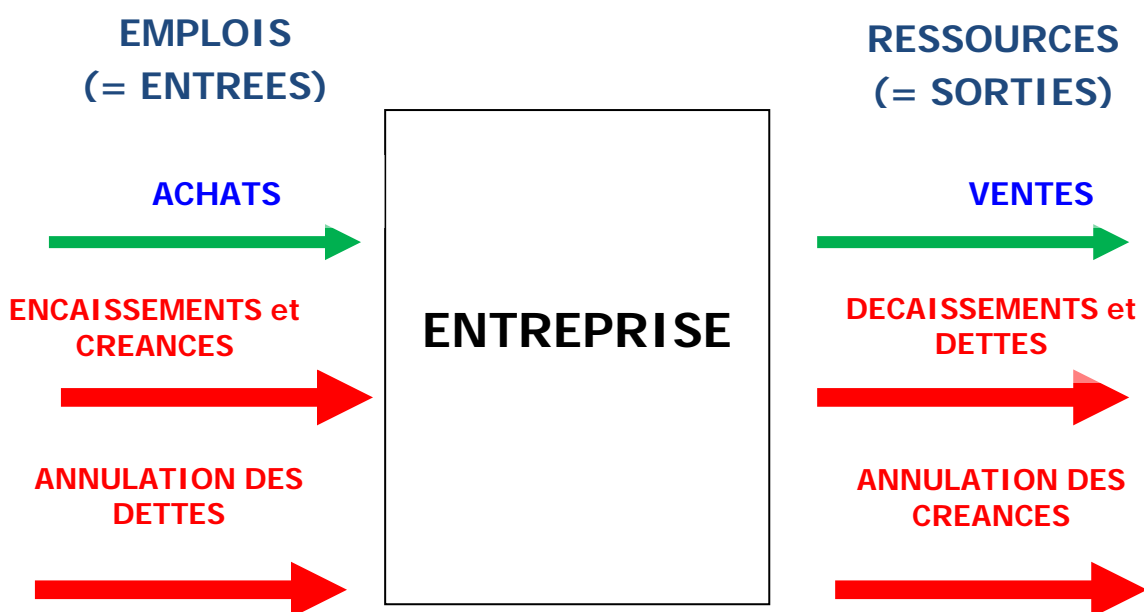 EMPLOIS
(= ENTREES)
RESSOURCES
(= SORTIES)
ACHATS
VENTES
ENCAISSEMENTS et
CREANCES
ENTREPRISE
DECAISSEMENTS et
DETTES
ANNULATION DES
DETTES
ANNULATION DES
CREANCES